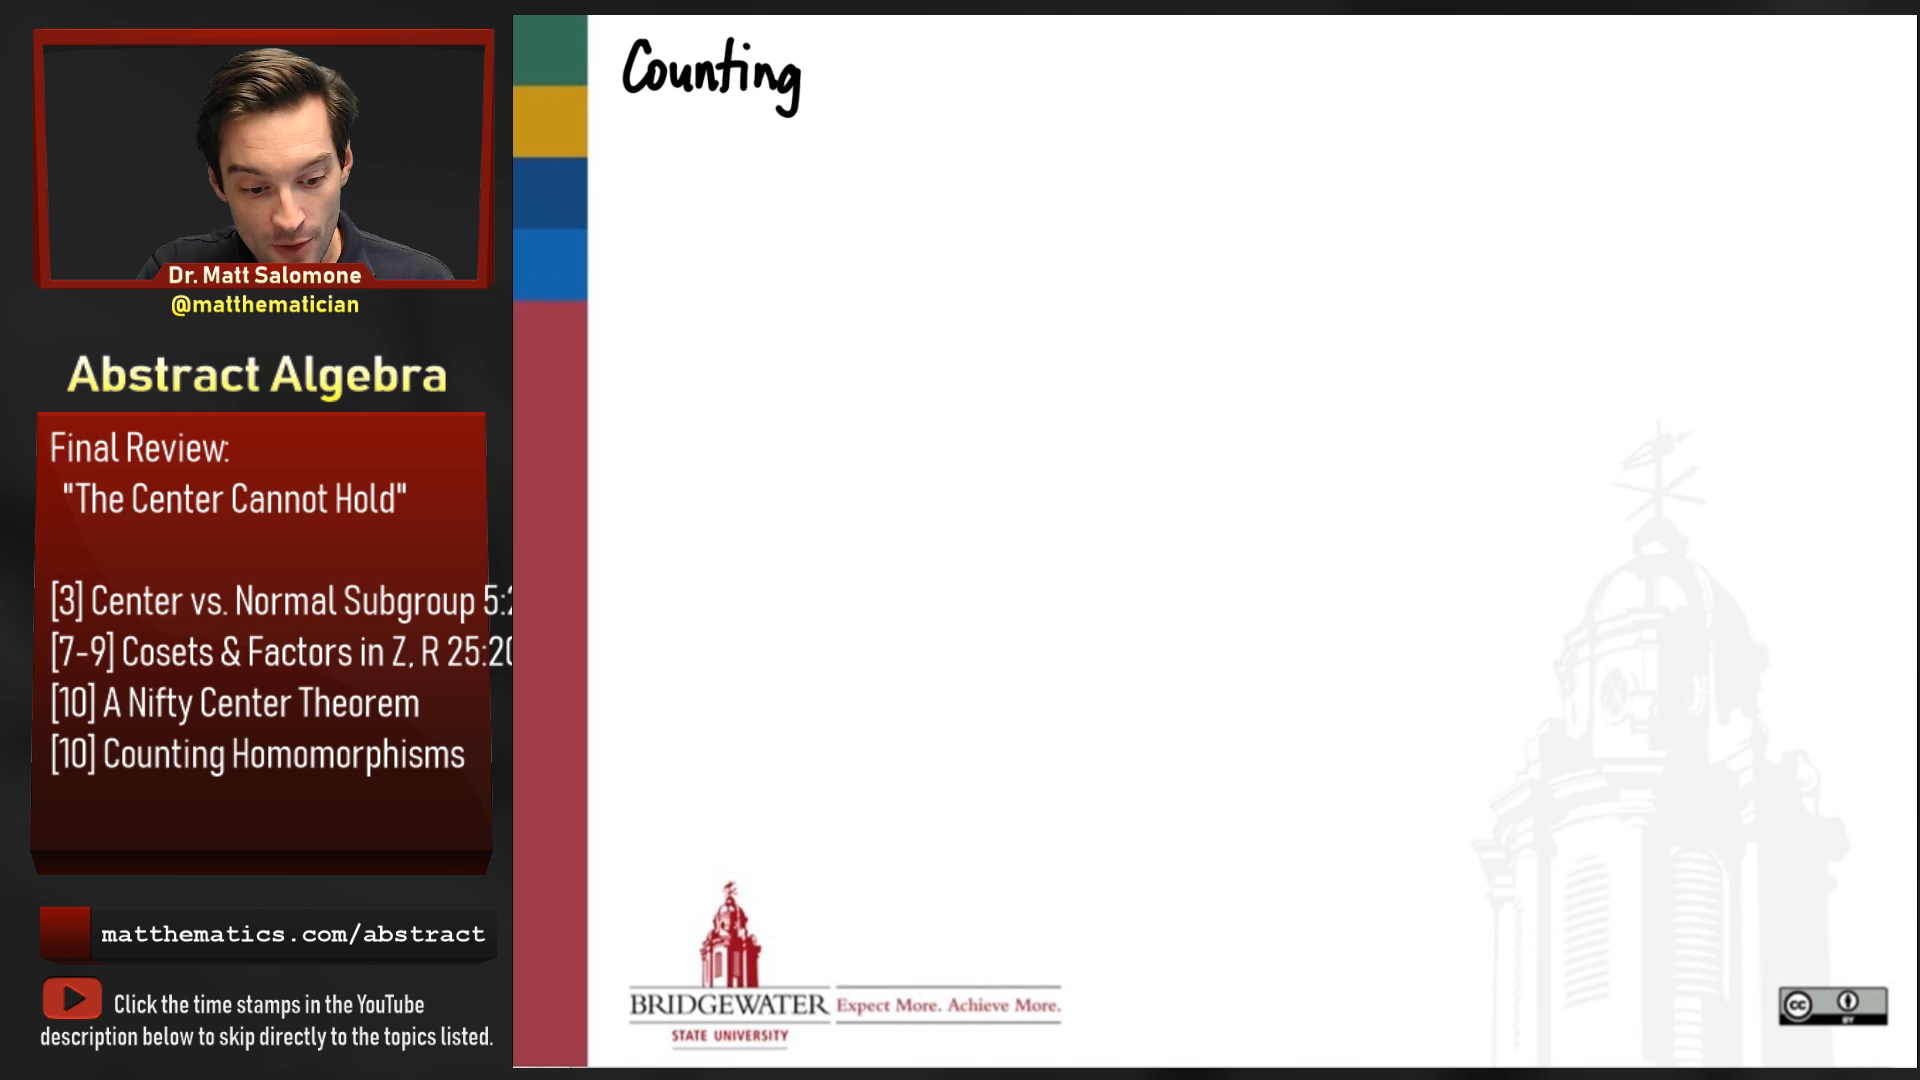 Counting
Dr. Matt Salomone
@matthematician
Abstract Algebra
Final Review:
"The Center Cannot Hold"
[3] Center vs. Normal Subgroup 5:2
[7-9] Cosets & Factors in Z, R 25:20
[10] A Nifty Center Theorem
[10] Counting Homomorphisms
matthematics.com/abstract
Click the time stamps in the YouTube
description below to skip directly to the topics listed.
BRIDGEWATER
STATE UNIVERSITY
Expect More. Achieve More.
cc
BY